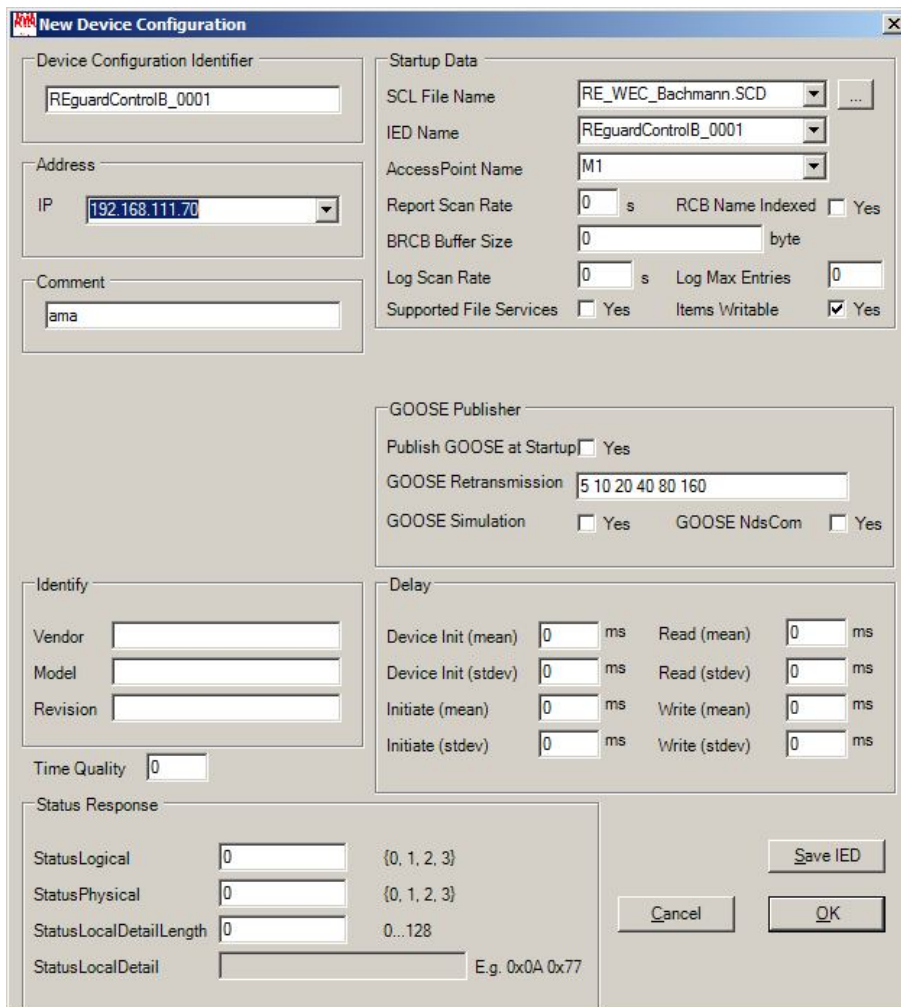 New Device Configuration
Device Configuration Identifier
REguardControlB_0001
Address
IP 192.168.111.70
Comment
ama
Startup Data
SCL File Name RE_WEC_Bachmann.SCD ...
IED Name REguardControlB_0001
AccessPoint Name M1
Report Scan Rate 0 s RCB Name Indexed Yes
BRCB Buffer Size 0 byte
Log Scan Rate 0 s Log Max Entries 0
Supported File Services Yes Items Writable Yes
GOOSE Publisher
Publish GOOSE at Startup Yes
GOOSE Retransmission 5 10 20 40 80 160
GOOSE Simulation Yes GOOSE NdsCom Yes
Identify
Vendor
Model
Revision
Time Quality 0
Delay
Device Init (mean) 0 ms Read (mean) 0 ms
Device Init (stdev) 0 ms Read (stdev) 0 ms
Initiate (mean) 0 ms Write (mean) 0 ms
Initiate (stdev) 0 ms Write (stdev) 0 ms
Status Response
StatusLogical 0 {0, 1, 2, 3}
StatusPhysical 0 {0, 1, 2, 3}
StatusLocalDetailLength 0 0...128
StatusLocalDetail E.g. 0x0A 0x77
Save IED
Cancel OK